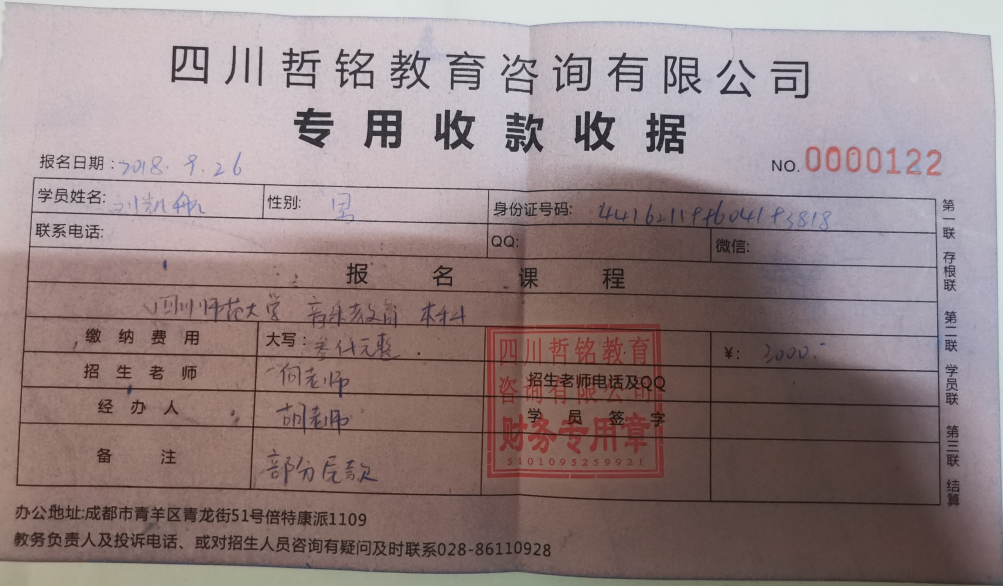 四川哲铭教育咨询有限公司
专用收款收据
报名日期:2018.9.26
NO.0000122
学员姓名: 刘凯 性别: 男 身份证号码:
联系电话: QQ: 微信:
报名课程
四川师范大学 音乐教育 本科
缴纳费用 大写: 叁仟元整. ¥: 3000.-
招生老师 何老师 招生老师电话及QQ
经办人 胡老师 学员签字
备注 部分尾款
四川哲铭教育
咨询有限公司
财务专用章
5101095259921
第一联 存根联 第二联 学员联 第三联 结算
办公地址:成都市青羊区青龙街51号倍特康派1109
教务负责人及投诉电话、或对招生人员咨询有疑问及时联系028-86110928